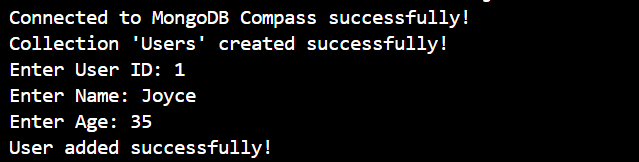 Connected to MongoDB Compass successfully!
Collection 'Users' created successfully!
Enter User ID: 1
Enter Name: Joyce
Enter Age: 35
User added successfully!